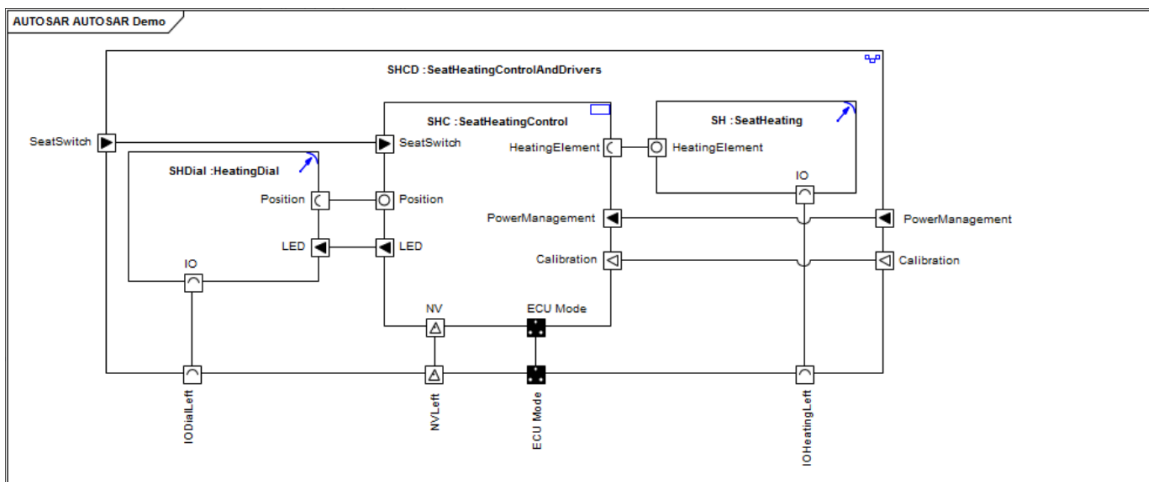 AUTOSAR AUTOSAR Demo
SHCD :SeatHeatingControlAndDrivers
SHC :SeatHeatingControl
SH :SeatHeating
SeatSwitch
SeatSwitch
HeatingElement
HeatingElement
SHDial :HeatingDial
IO
Position
Position
PowerManagement
PowerManagement
LED
LED
Calibration
Calibration
IO
NV
ECU Mode
IODialLeft
NVLeft
ECU Mode
IOHeatingLeft